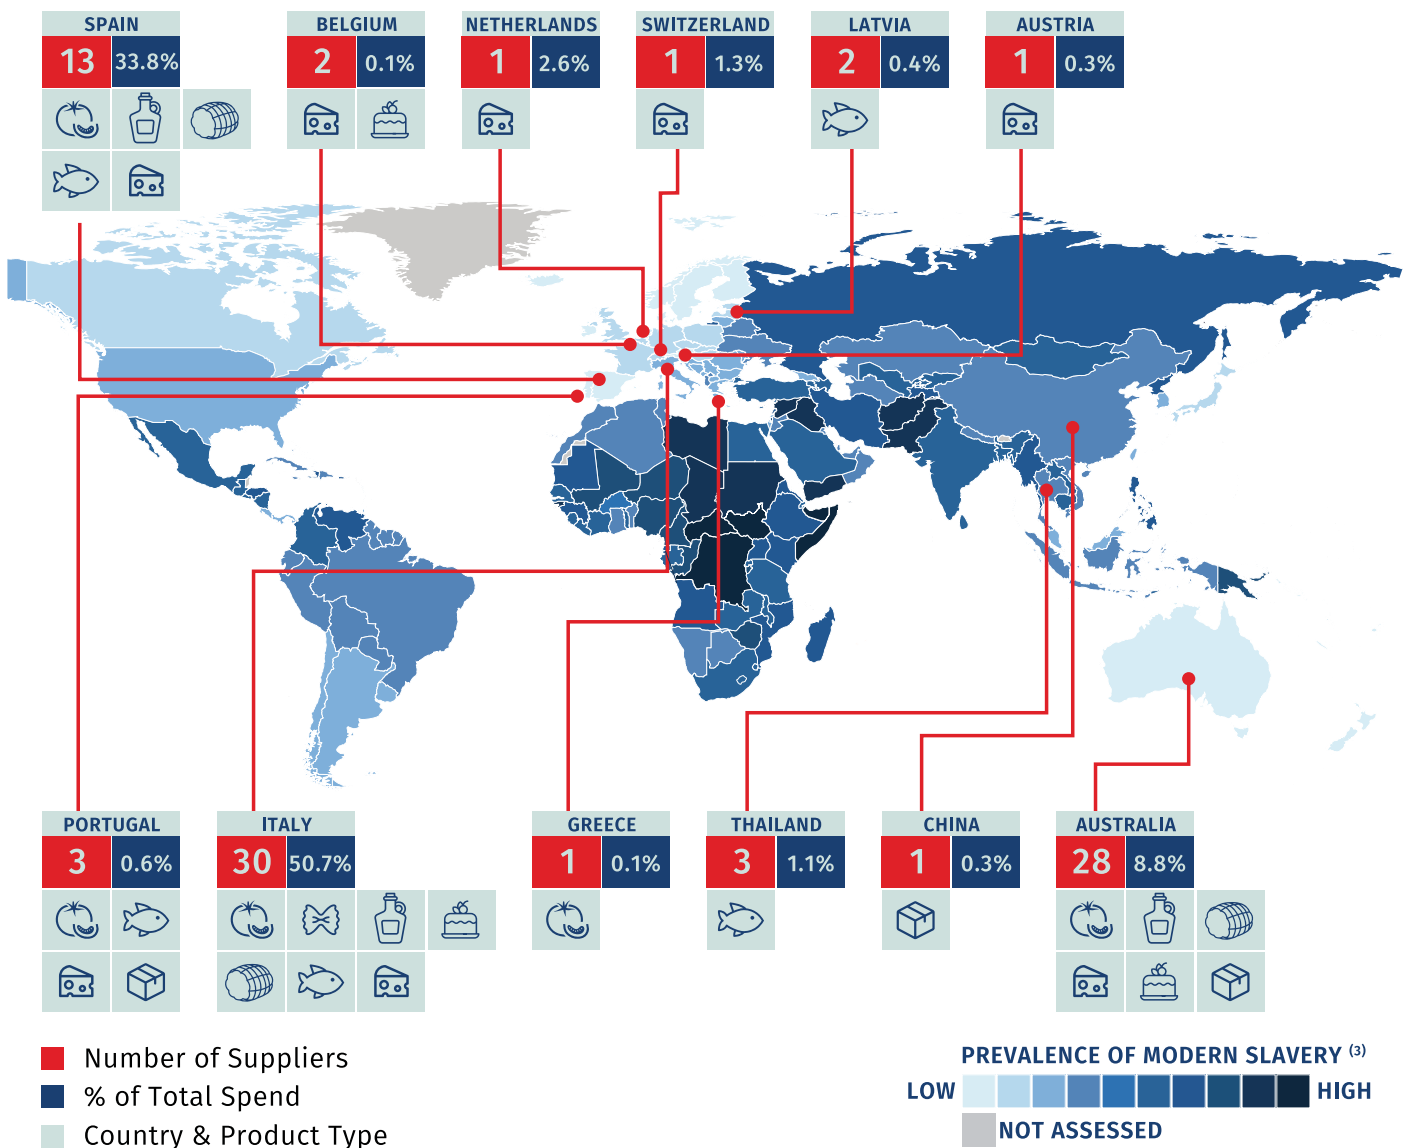 SPAIN
13 33.8%
BELGIUM
2 0.1%
NETHERLANDS
1 2.6%
SWITZERLAND
1 1.3%
LATVIA
2 0.4%
AUSTRIA
1 0.3%
PORTUGAL
3 0.6%
ITALY
30 50.7%
GREECE
1 0.1%
THAILAND
3 1.1%
CHINA
1 0.3%
AUSTRALIA
28 8.8%
Number of Suppliers
% of Total Spend
Country & Product Type
PREVALENCE OF MODERN SLAVERY (3)
LOW HIGH
NOT ASSESSED